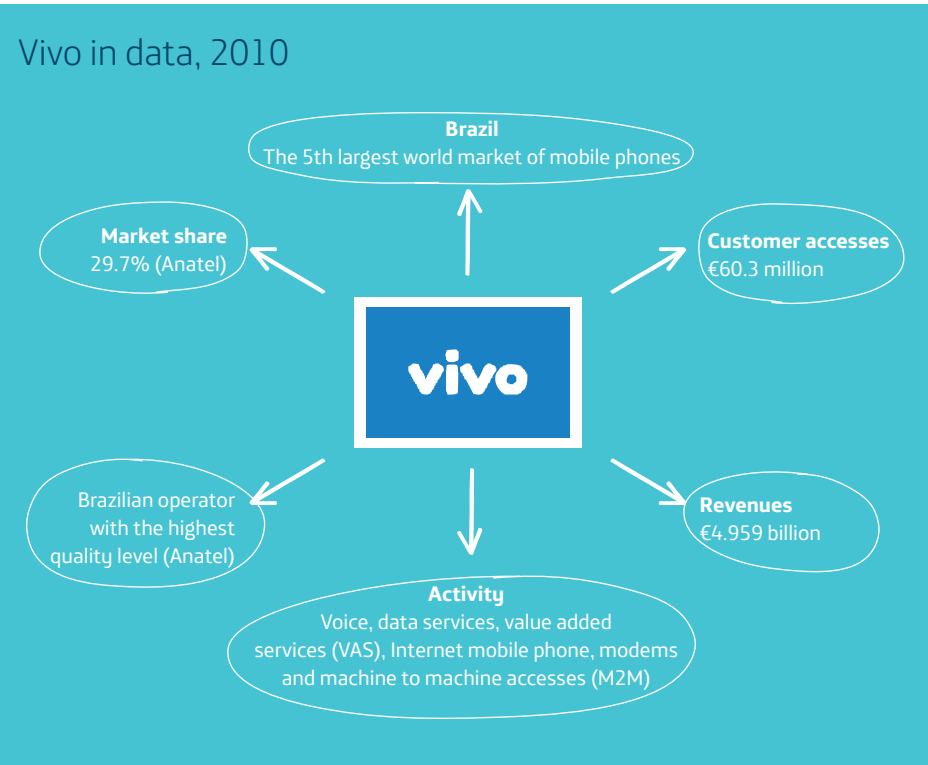 Vivo in data, 2010
Brazil
The 5th largest world market of mobile phones
Market share
29.7% (Anatel)
Customer accesses
€60.3 million
vivo
Brazilian operator
with the highest
quality level (Anatel)
Revenues
€4.959 billion
Activity
Voice, data services, value added
services (VAS), Internet mobile phone, modems
and machine to machine accesses (M2M)